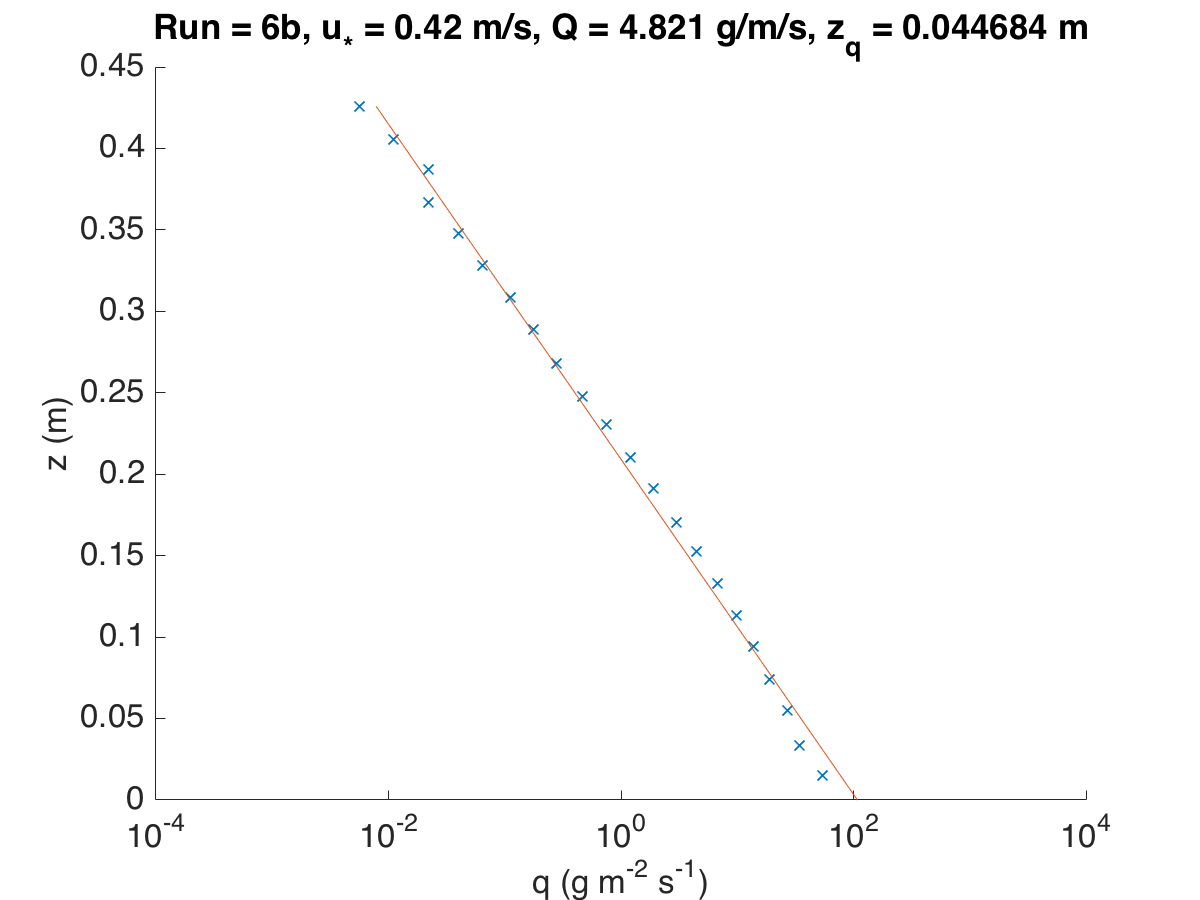 Run = 6b, u* = 0.42 m/s, Q = 4.821 g/m/s, zq = 0.044684 m
0.45
0.4
0.35
0.3
0.25
0.2
0.15
0.1
0.05
0
z (m)
10-4 10-2 100 102 104
q (g m-2 s-1)